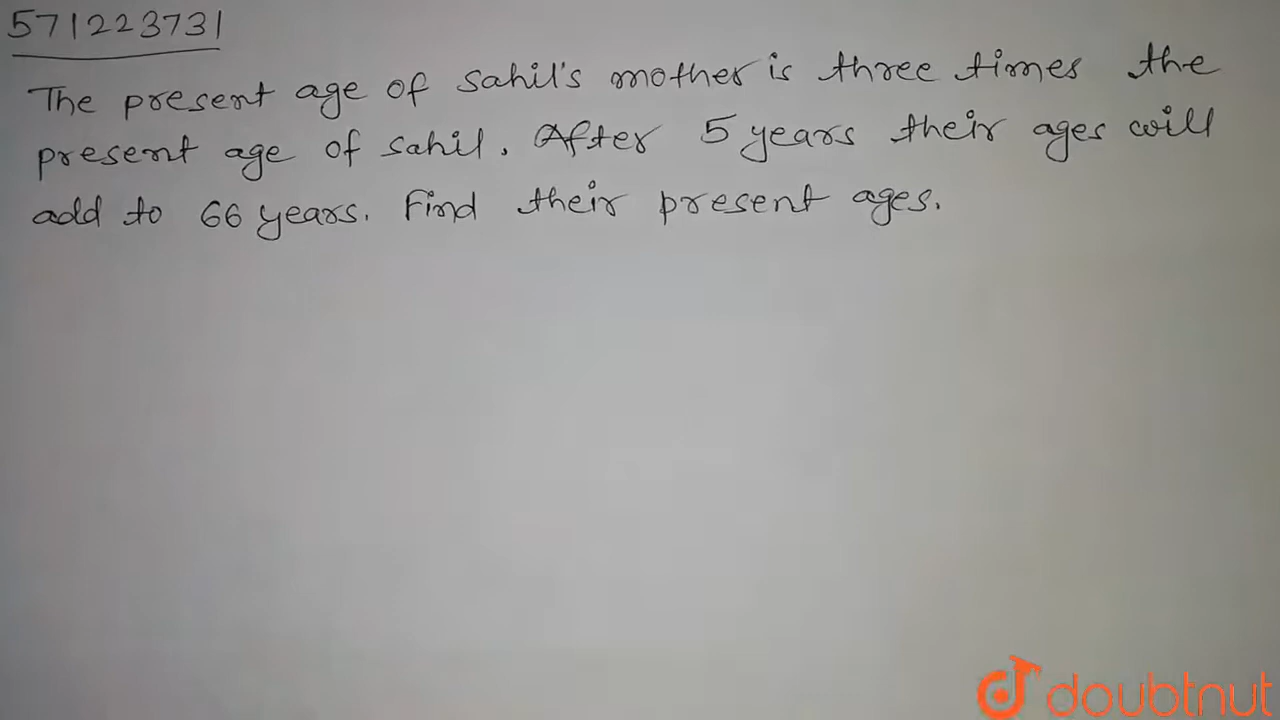 571223731
The present age of Sahil's mother is three times the
present age of Sahil. After 5 years their ages will
add to 66 years. Find their present ages.
doubtnut